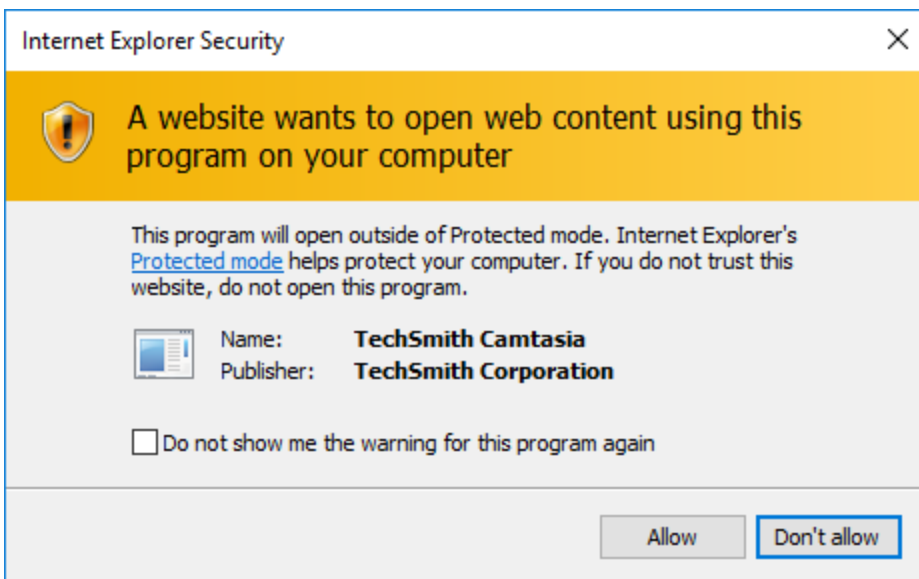 Internet Explorer Security
A website wants to open web content using this
program on your computer
This program will open outside of Protected mode. Internet Explorer's
Protected mode helps protect your computer. If you do not trust this
website, do not open this program.
Name: TechSmith Camtasia
Publisher: TechSmith Corporation
Do not show me the warning for this program again
Allow Don't allow